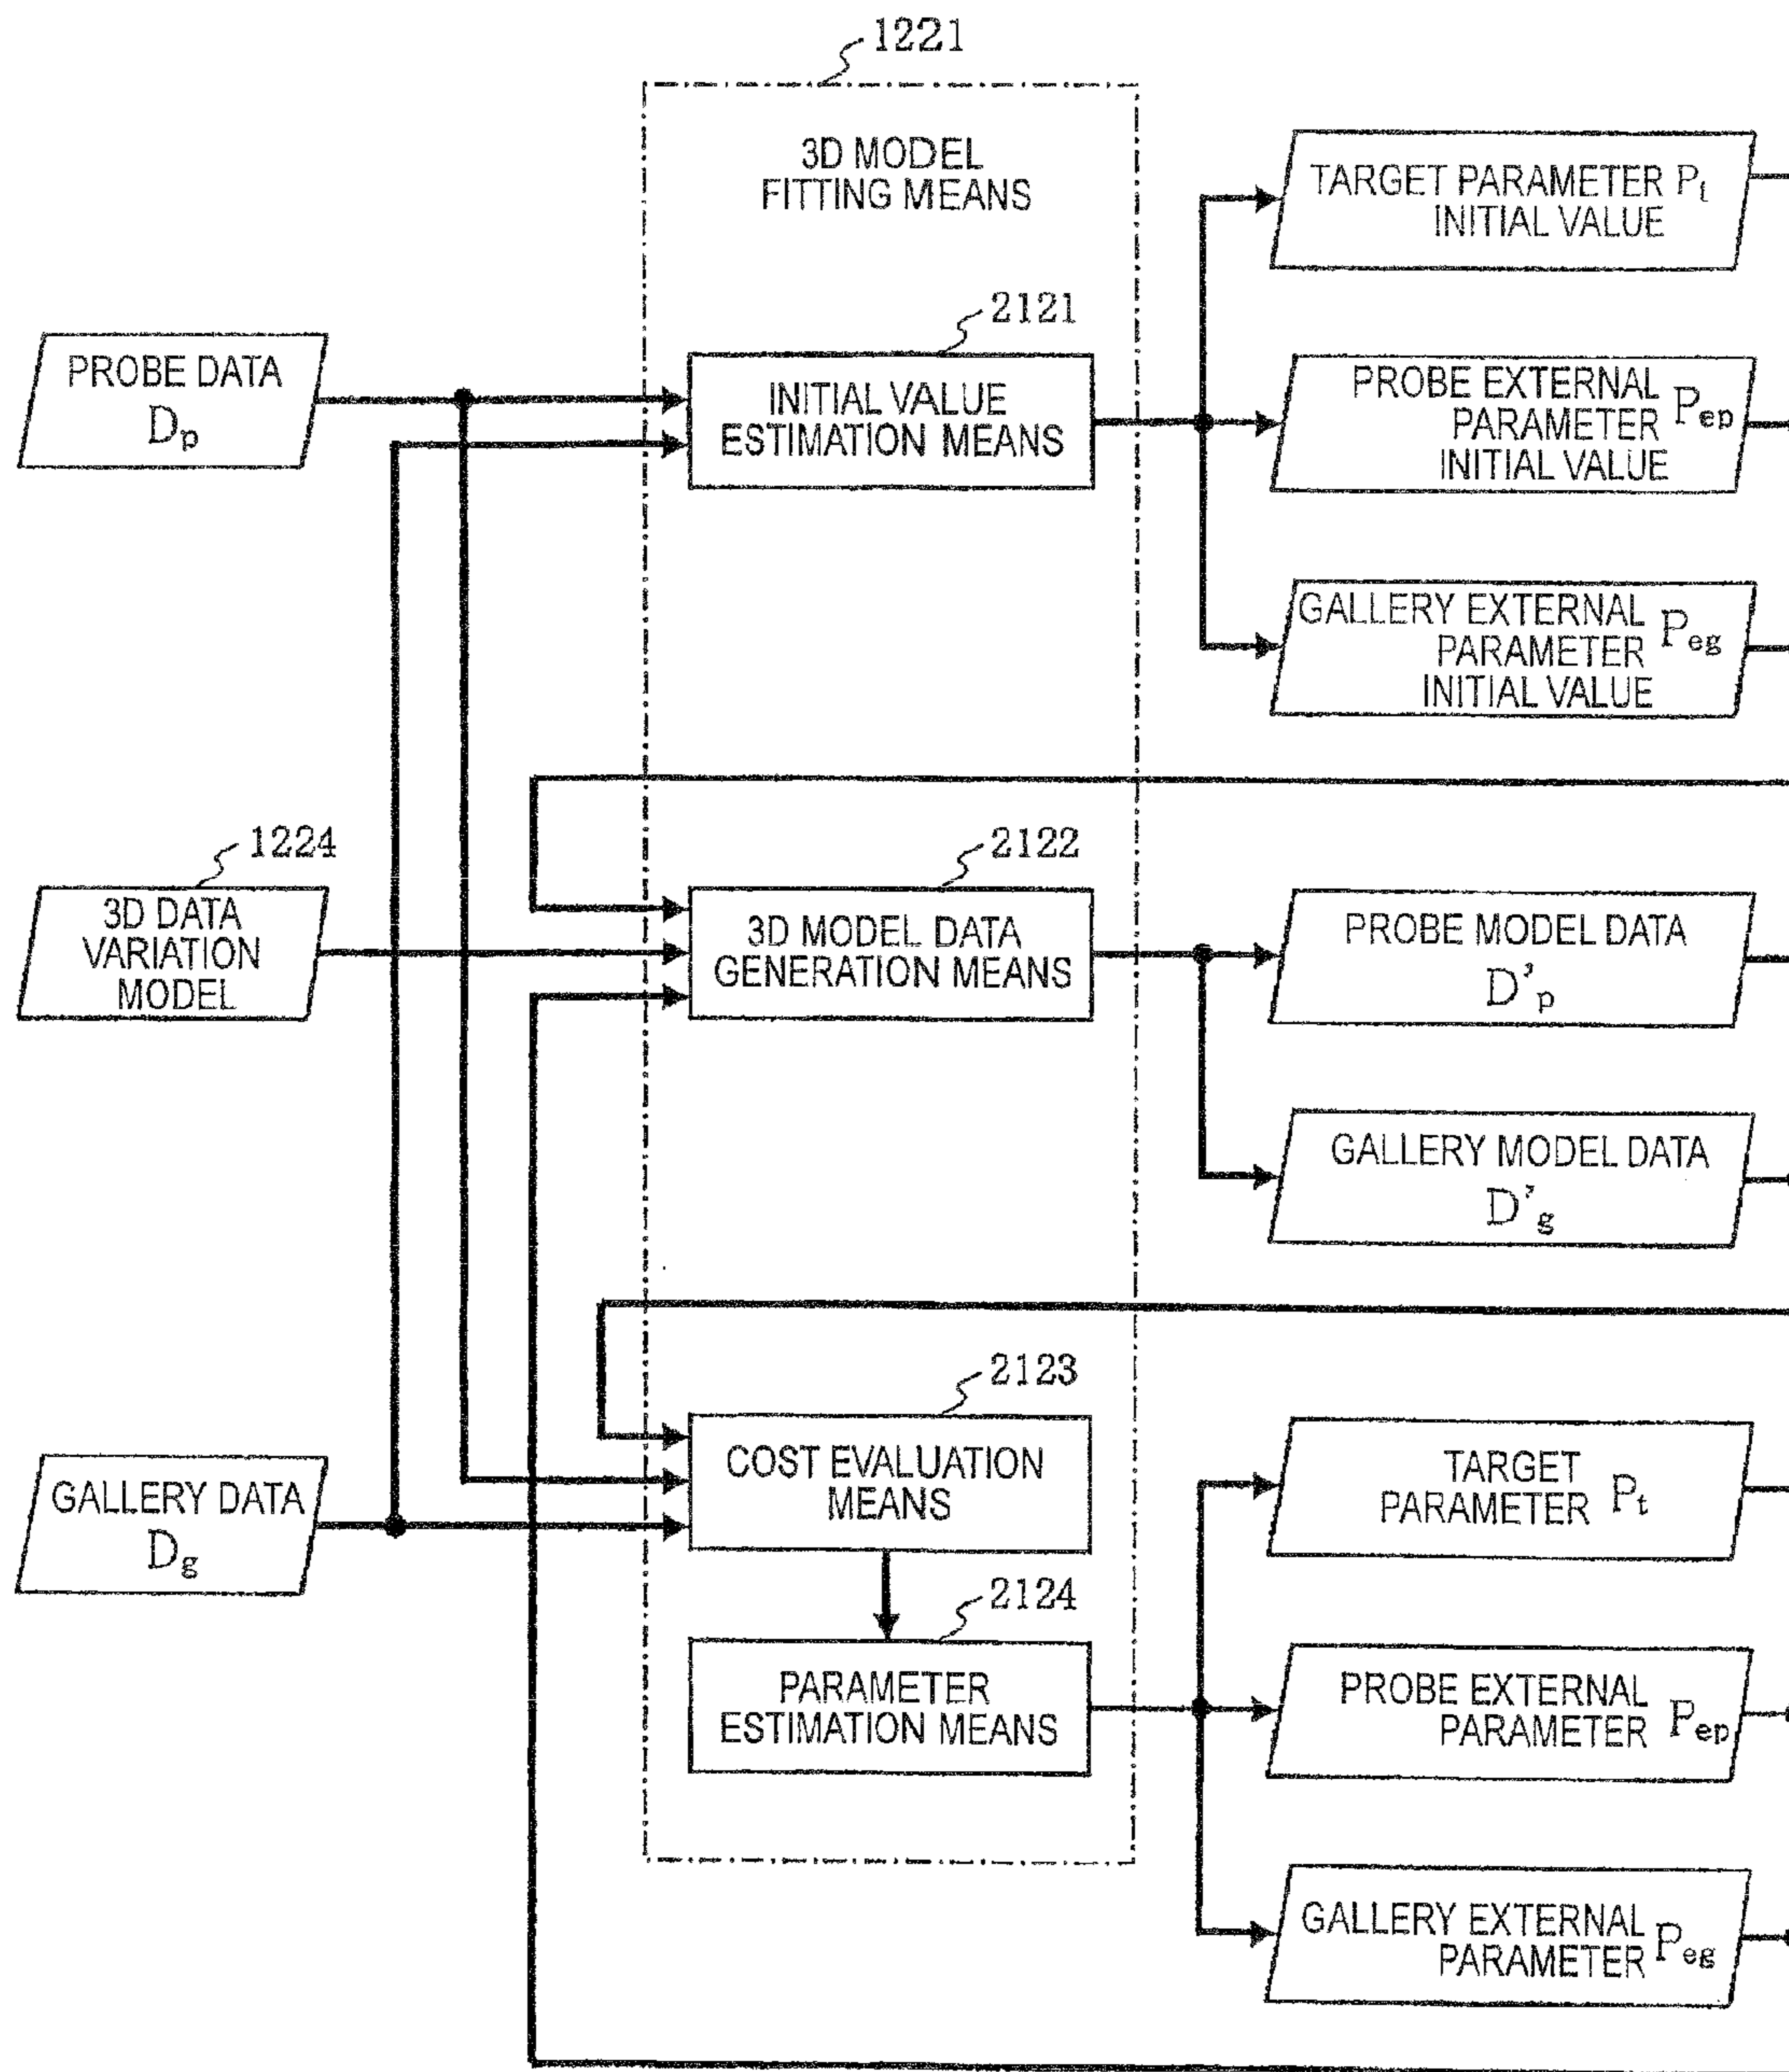 1221
3D MODEL
FITTING MEANS
TARGET PARAMETER Pt
INITIAL VALUE
2121
PROBE DATA
Dp
INITIAL VALUE
ESTIMATION MEANS
PROBE EXTERNAL Pep
PARAMETER
INITIAL VALUE
GALLERY EXTERNAL Peg
PARAMETER
INITIAL VALUE
1224
3D DATA
VARIATION
MODEL
2122
3D MODEL DATA
GENERATION MEANS
PROBE MODEL DATA
D'p
GALLERY MODEL DATA
D'g
2123
COST EVALUATION
MEANS
GALLERY DATA
Dg
TARGET
PARAMETER Pt
2124
PARAMETER
ESTIMATION MEANS
PROBE EXTERNAL
PARAMETER Pep
GALLERY EXTERNAL
PARAMETER Peg